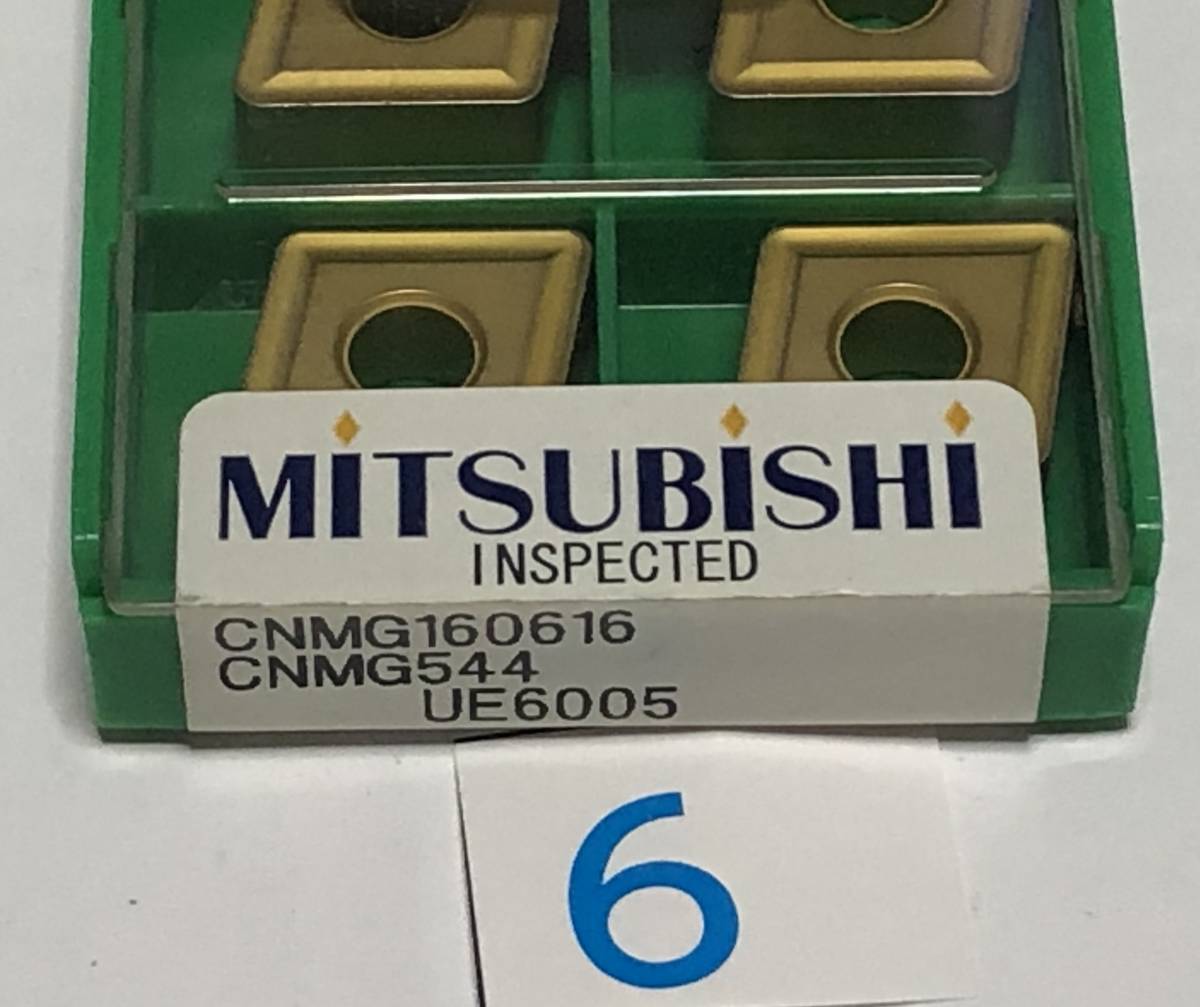 MITSUBISHI
INSPECTED
CNMG160616
CNMG544
UE6005
6